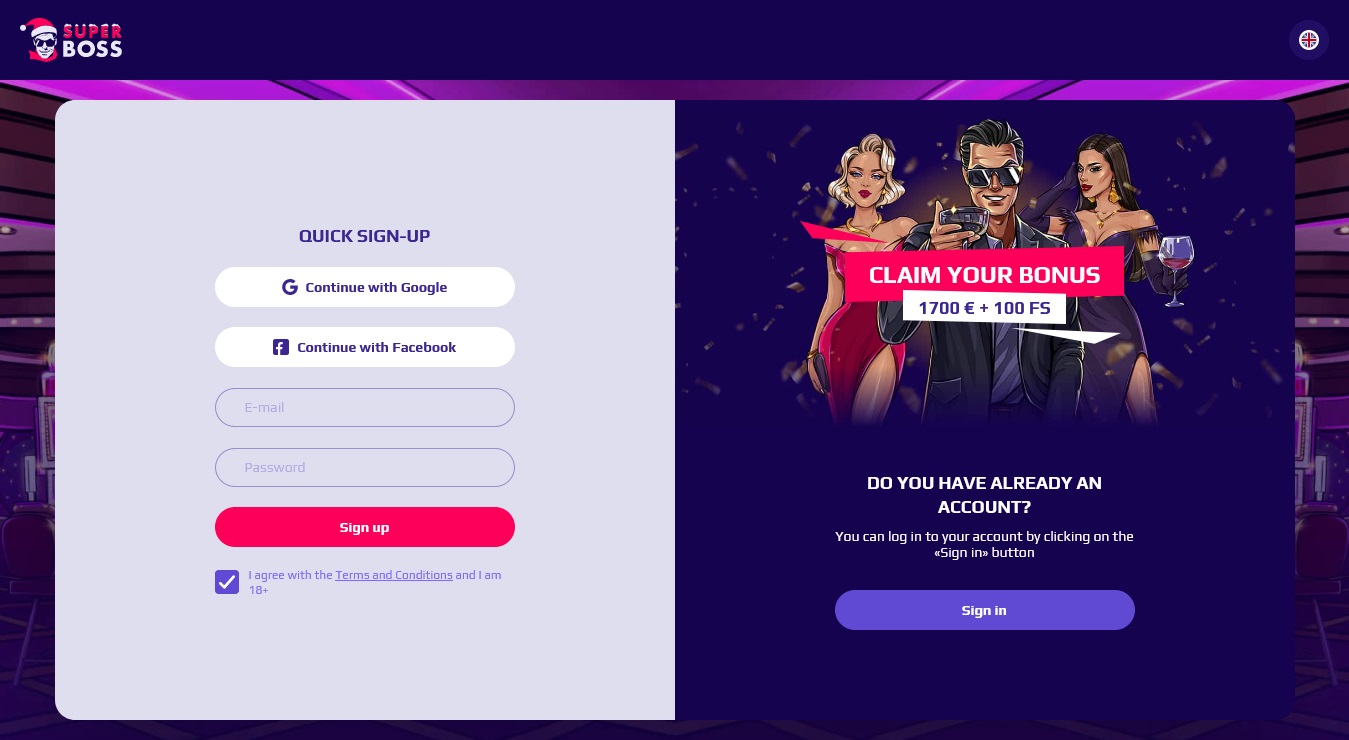 SUPER
BOSS
QUICK SIGN-UP
Continue with Google
Continue with Facebook
E-mail
Password
Sign up
I agree with the Terms and Conditions and I am
18+
CLAIM YOUR BONUS
1700 € + 100 FS
DO YOU HAVE ALREADY AN
ACCOUNT?
You can log in to your account by clicking on the
«Sign in» button
Sign in